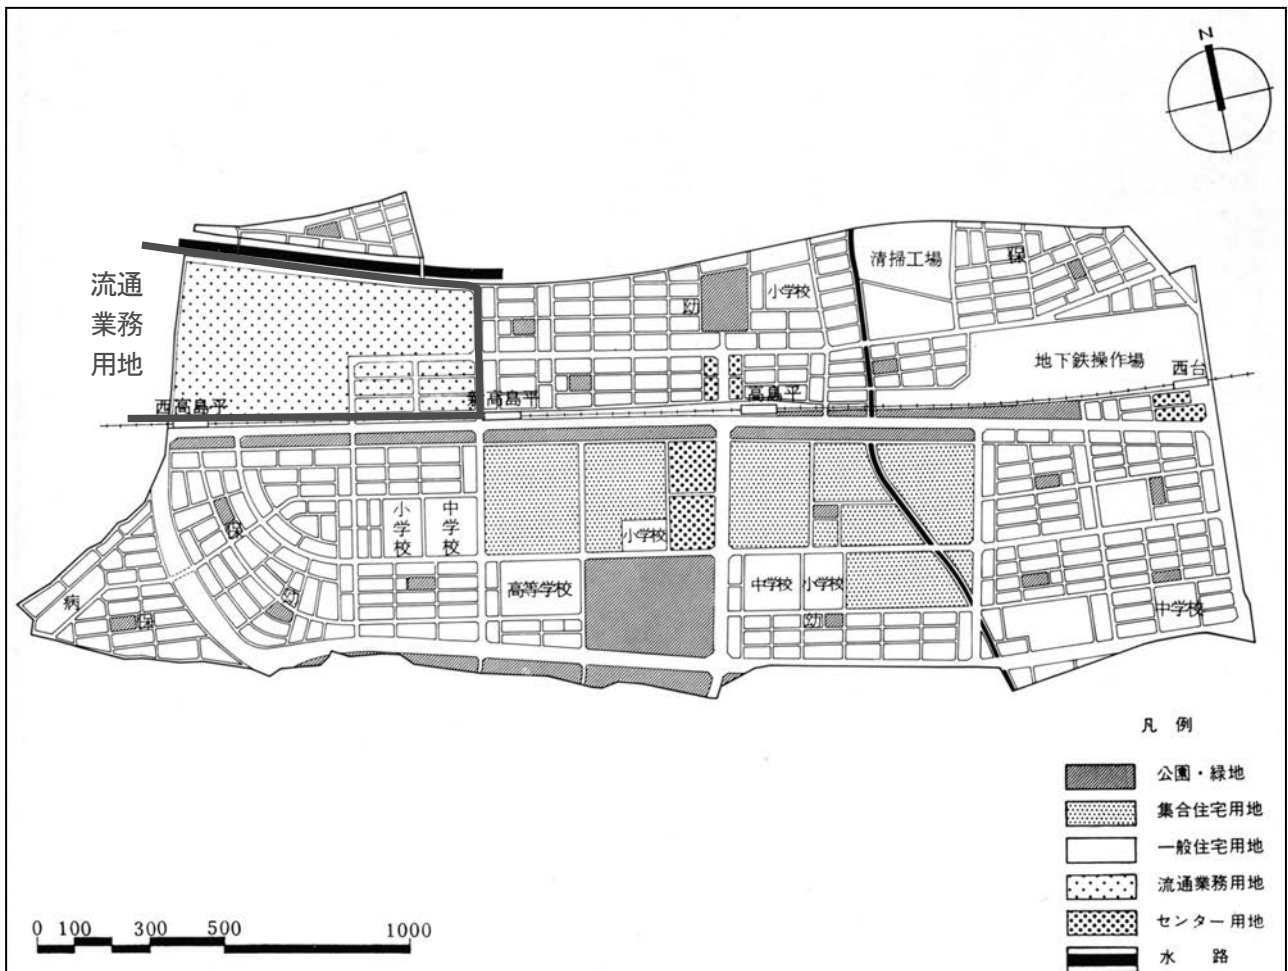 N
流通
業務
用地
清掃工場
保
幼
小学校
地下鉄操作場
西台
西高島平
新高島平
高島平
小学校
中学校
保
小学校
幼
病
保
高等学校
中学校
小学校
幼
中学校
凡 例
公園・緑地
集合住宅用地
一般住宅用地
流通業務用地
センター用地
水 路
0 100 300 500 1000